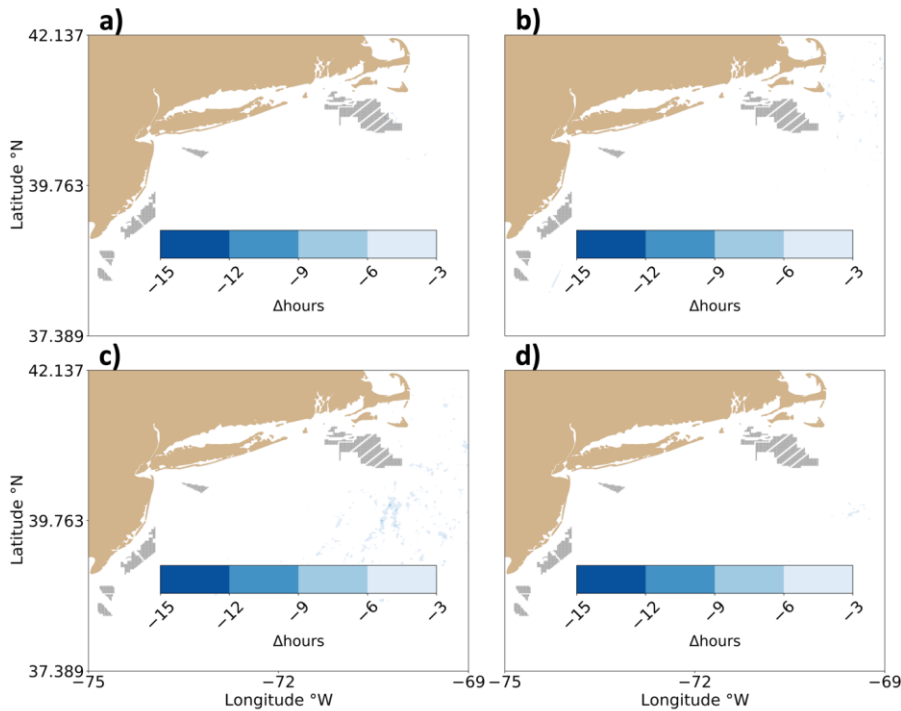 a)
b)
42.137
Latitude °N
39.763
−15
−12
−9
−6
−3
−15
−12
−9
−6
−3
Δhours
Δhours
37.389
c)
d)
42.137
Latitude °N
39.763
−15
−12
−9
−6
−3
−15
−12
−9
−6
−3
Δhours
Δhours
37.389
−75
−72
−69
−75
−72
−69
Longitude °W
Longitude °W